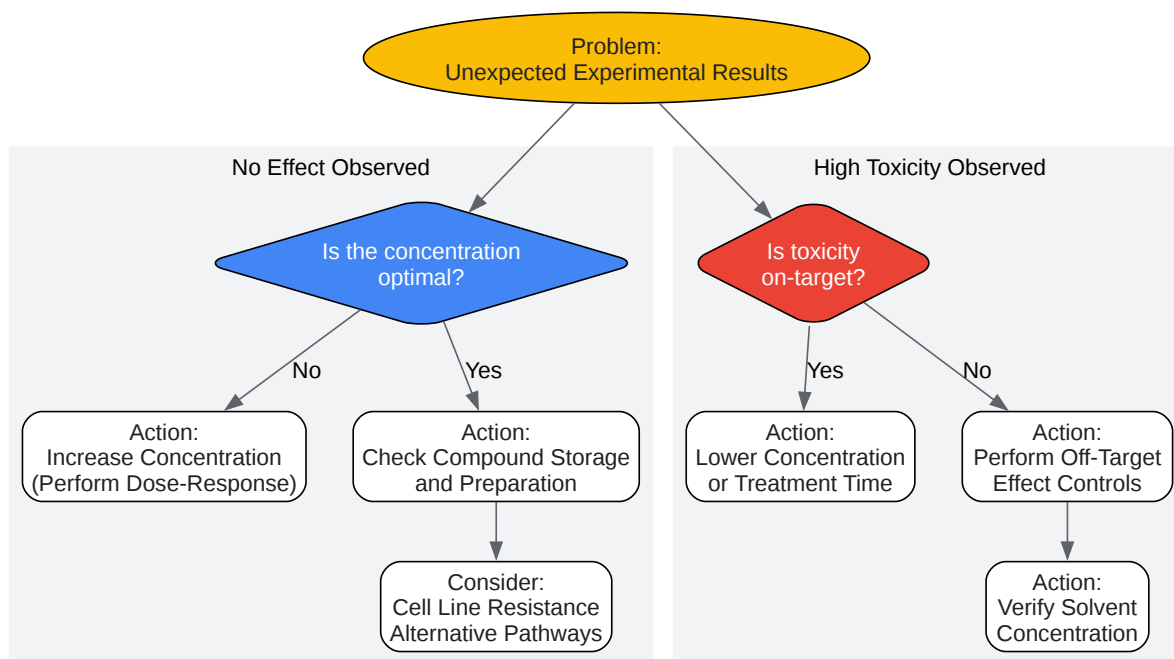 Problem:
Unexpected Experimental Results
No Effect Observed
Is the concentration
optimal?
No
Yes
Action:
Increase Concentration
(Perform Dose-Response)
Action:
Check Compound Storage
and Preparation
Consider:
Cell Line Resistance
Alternative Pathways
High Toxicity Observed
Is toxicity
on-target?
Yes
No
Action:
Lower Concentration
or Treatment Time
Action:
Perform Off-Target
Effect Controls
Action:
Verify Solvent
Concentration